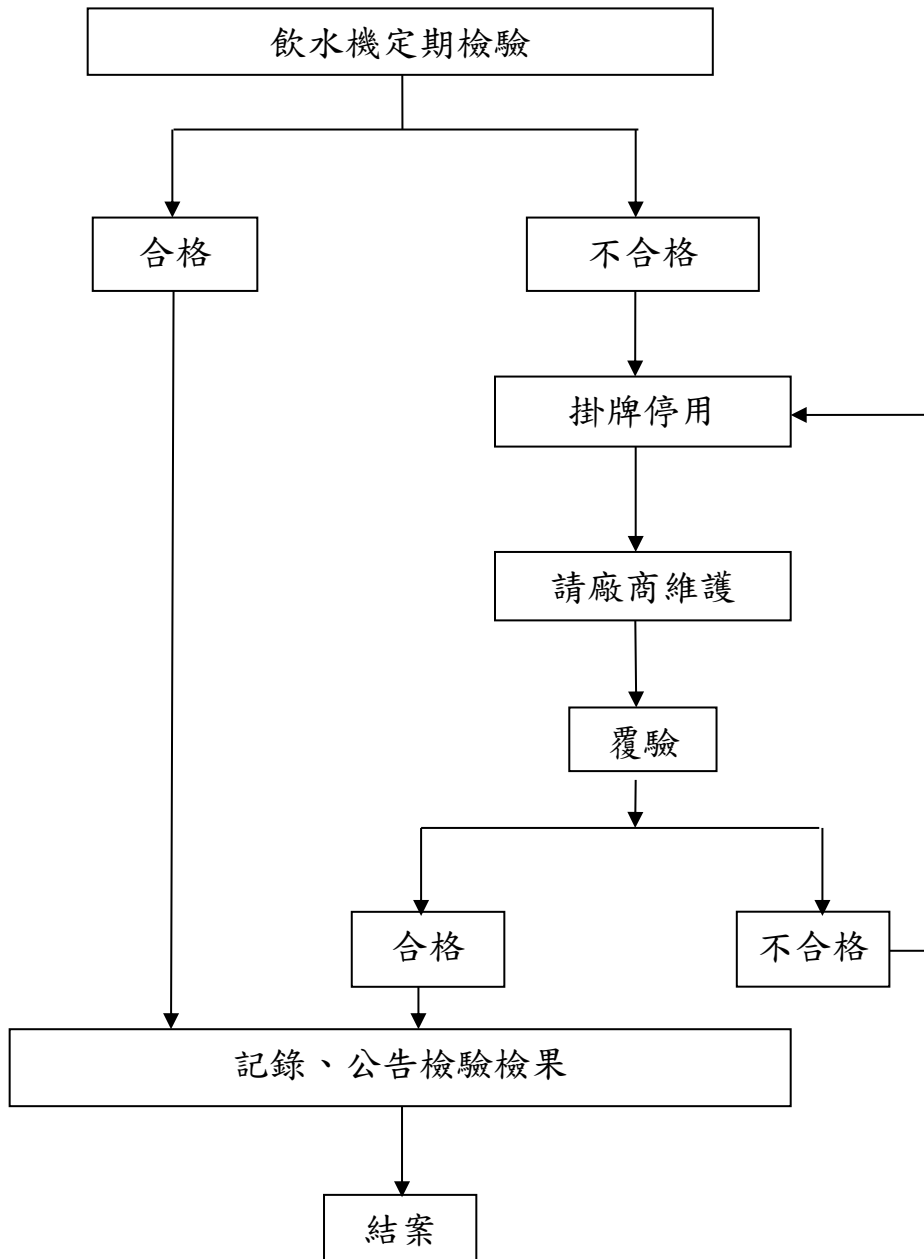 飲水機定期檢驗
合格
不合格
掛牌停用
請廠商維護
覆驗
合格
不合格
記錄、公告檢驗檢果
結案